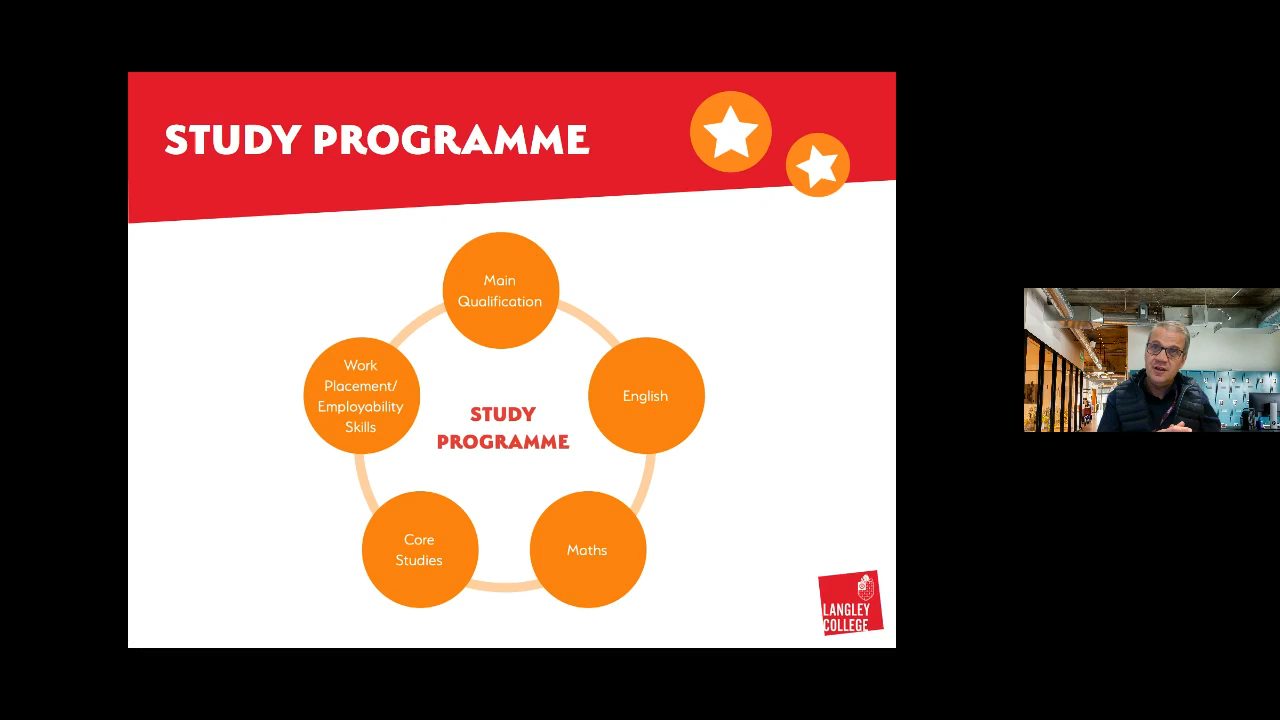 STUDY PROGRAMME
Main
Qualification
Work
Placement/
Employability
Skills
English
STUDY
PROGRAMME
Core
Studies
Maths
LANGLEY
COLLEGE